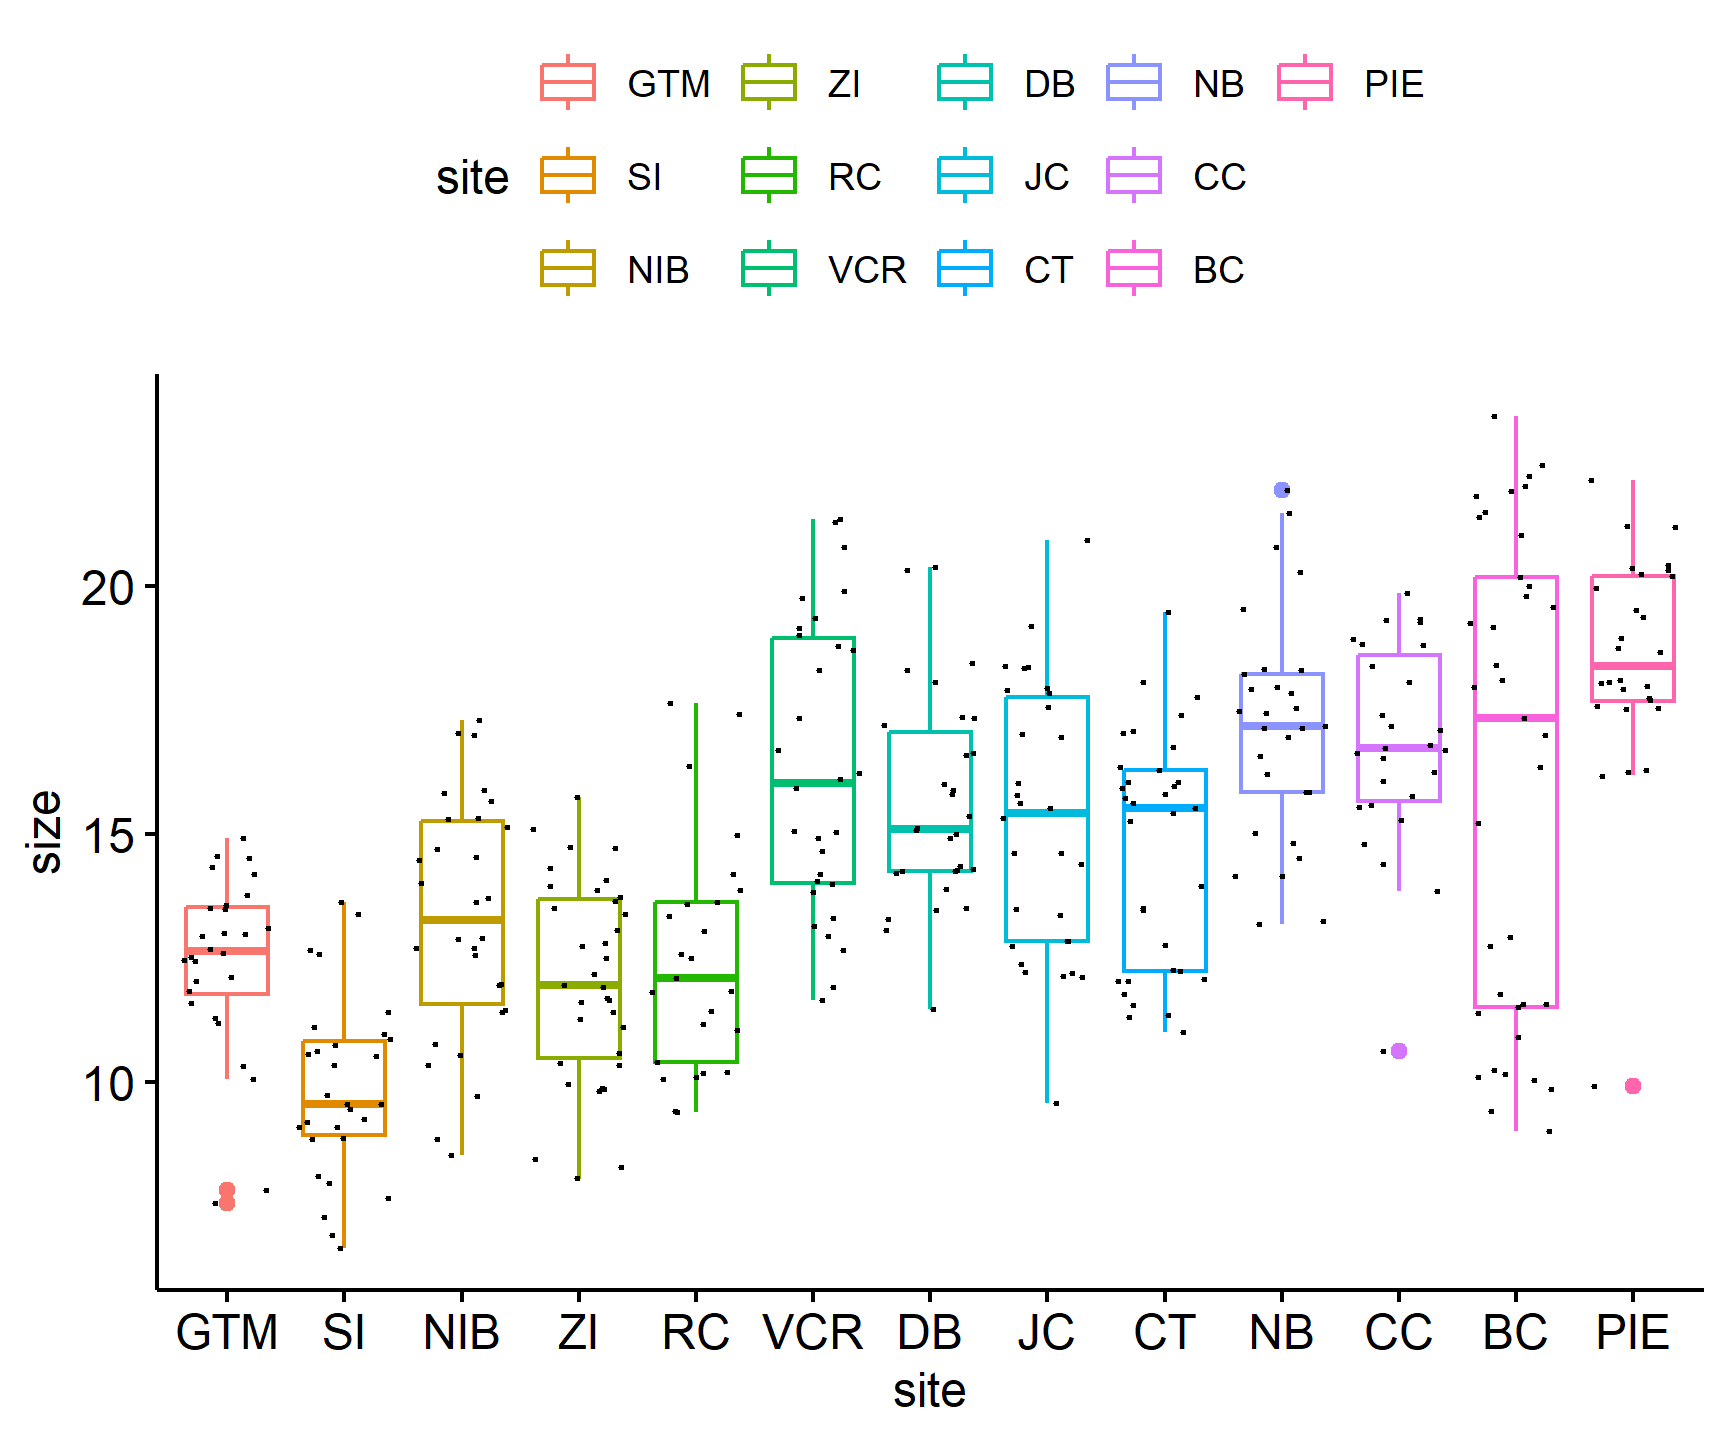 GTM ZI DB NB PIE
site SI RC JC CC
NIB VCR CT BC
size
20
15
10
GTM SI NIB ZI RC VCR DB JC CT NB CC BC PIE
site